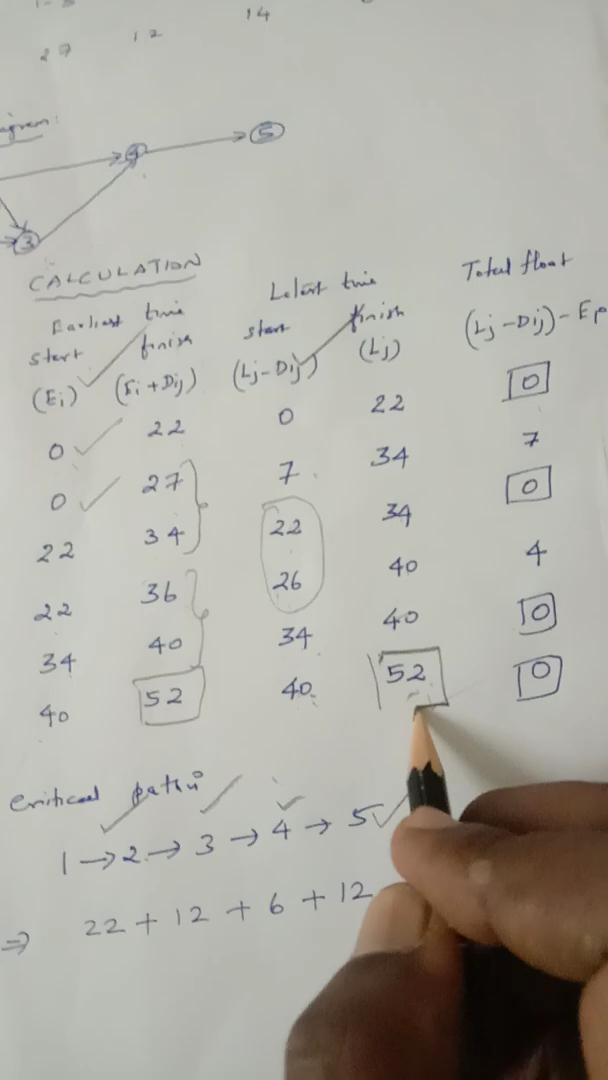 27 12 14
agram:
4 5
3
CALCULATION
Earliest time Latest time Total float
start finish start finish (Lj-Dij)-E
(Ei) (Ei+Dij) (Lj-Dij) (Lj)
0 22 0 22 0
0 27 7 34 7
22 34 22 34 0
22 36 26 40 4
34 40 34 40 0
40 52 40 52 0
critical path:
1 → 2 → 3 → 4 → 5
⇒ 22 + 12 + 6 + 12